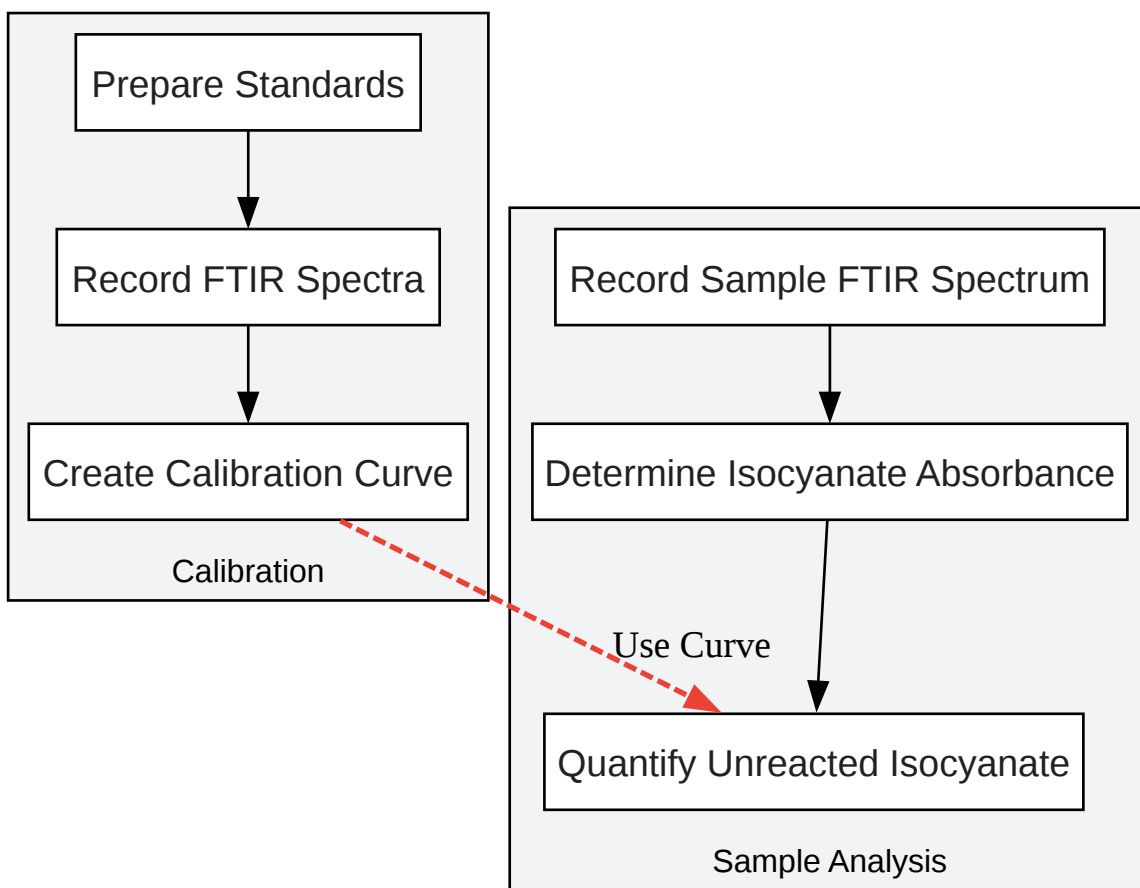 Prepare Standards
Record FTIR Spectra
Create Calibration Curve
Calibration
Record Sample FTIR Spectrum
Determine Isocyanate Absorbance
Use Curve
Quantify Unreacted Isocyanate
Sample Analysis